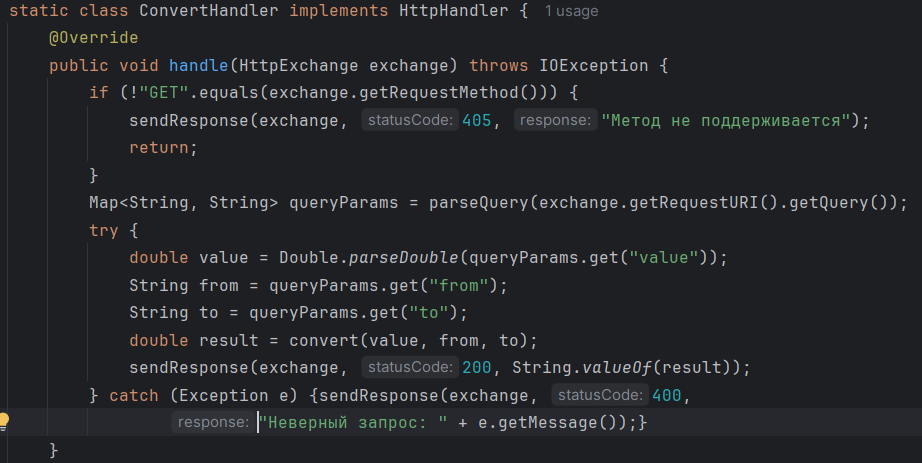 static class ConvertHandler implements HttpHandler { 1 usage
@Override
public void handle(HttpExchange exchange) throws IOException {
if (!"GET".equals(exchange.getRequestMethod())) {
sendResponse(exchange, statusCode: 405, response: "Метод не поддерживается");
return;
}
Map<String, String> queryParams = parseQuery(exchange.getRequestURI().getQuery());
try {
double value = Double.parseDouble(queryParams.get("value"));
String from = queryParams.get("from");
String to = queryParams.get("to");
double result = convert(value, from, to);
sendResponse(exchange, statusCode: 200, String.valueOf(result));
} catch (Exception e) {sendResponse(exchange, statusCode: 400,
response: "Неверный запрос: " + e.getMessage());}
}